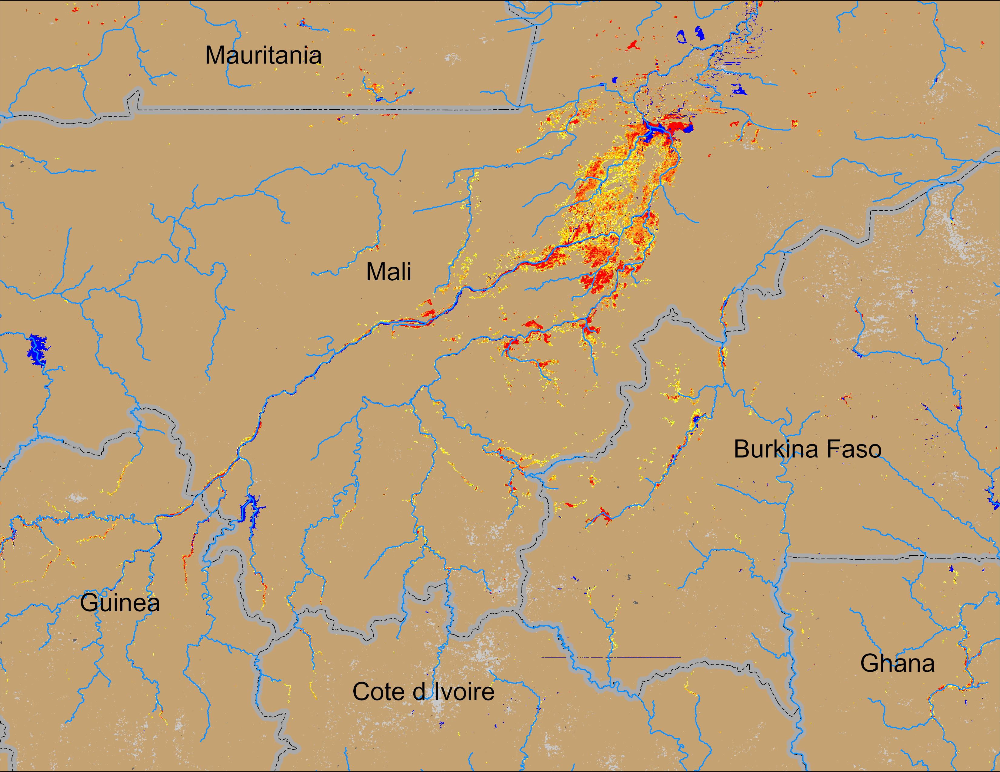 Mauritania
Mali
Burkina Faso
Guinea
Ghana
Cote d Ivoire